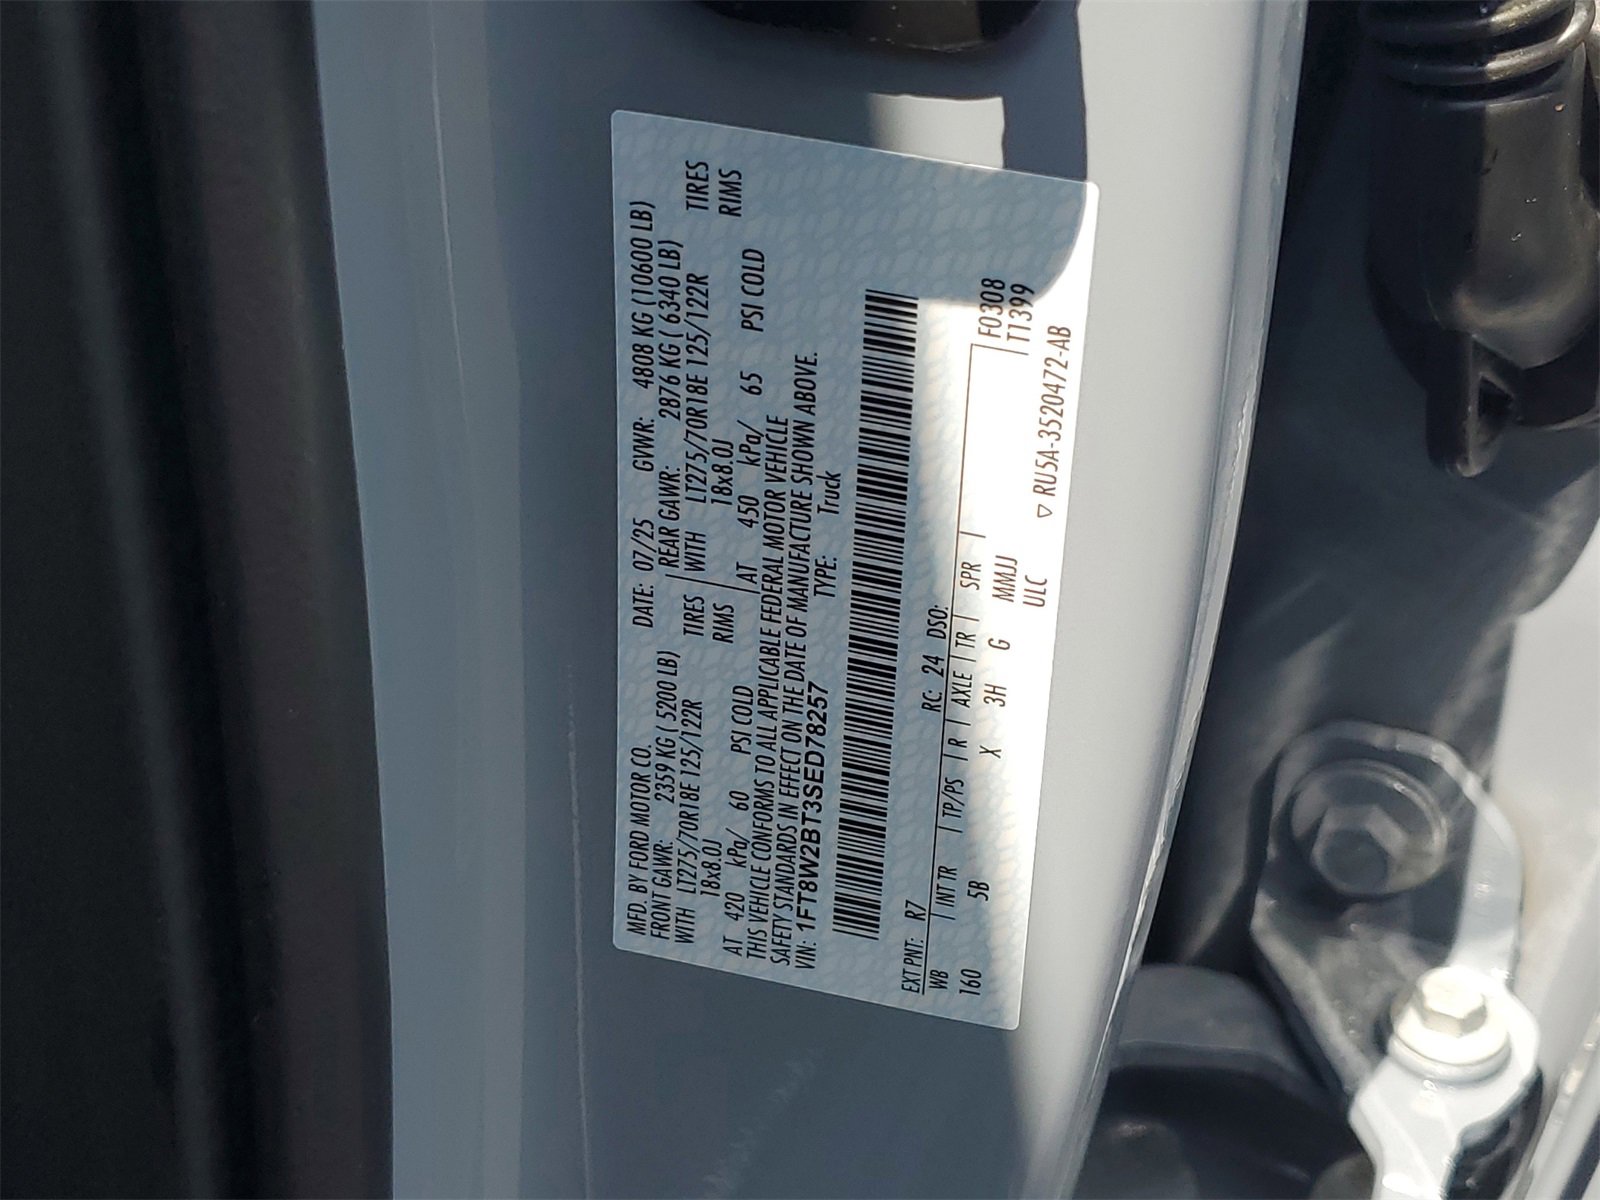 MFD. BY FORD MOTOR CO. DATE: 07/25 GVWR: 4808 KG (10600 LB)
FRONT GAWR: 2359 KG ( 5200 LB) REAR GAWR: 2876 KG ( 6340 LB)
WITH LT275/70R18E 125/122R TIRES WITH LT275/70R18E 125/122R TIRES
18x8.0J RIMS 18x8.0J RIMS
AT 420 kPa/ 60 PSI COLD AT 450 kPa/ 65 PSI COLD
THIS VEHICLE CONFORMS TO ALL APPLICABLE FEDERAL MOTOR VEHICLE
SAFETY STANDARDS IN EFFECT ON THE DATE OF MANUFACTURE SHOWN ABOVE.
VIN: 1FT8W2BT3SED78257 TYPE: Truck
EXT PNT: R7 RC: 24 DSO:
WB | INT TR | TP/PS | R | AXLE | TR | SPR | F0308
160 5B X 3H G MMJJ T1399
ULC ▽ RU5A-3520472-AB